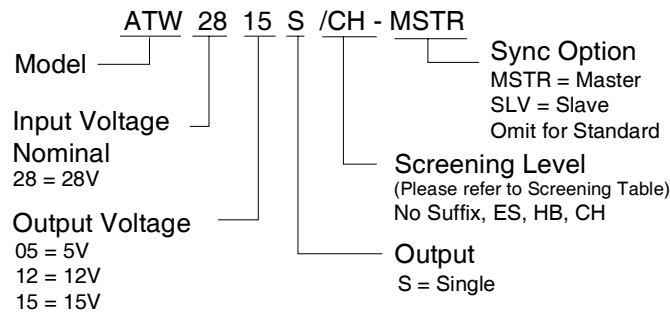 ATW 28 15 S /CH - MSTR
Model
Input Voltage
Nominal
28 = 28V
Output Voltage
05 = 5V
12 = 12V
15 = 15V
Sync Option
MSTR = Master
SLV = Slave
Omit for Standard
Screening Level
(Please refer to Screening Table)
No Suffix, ES, HB, CH
Output
S = Single